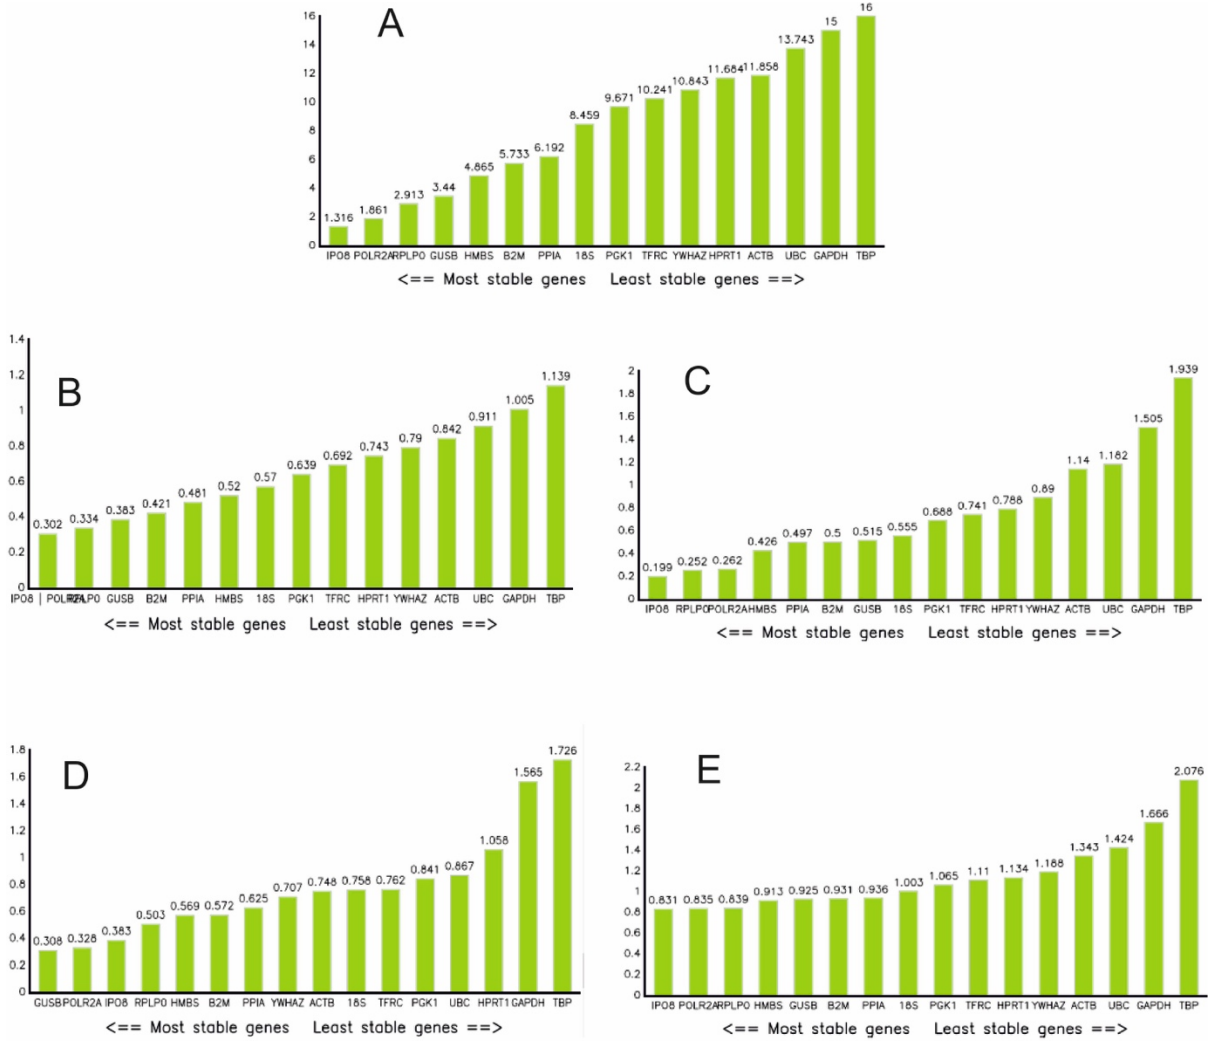 A
16
14
12
10
8
6
4
2
0
1.316 1.861 2.913 3.44 4.865 5.733 6.192 8.459 9.671 10.241 10.843 11.684 11.858 13.743 15 16
IPO8 POLR2A RPLP0 GUSB HMBS B2M PPIA 18S PGK1 TFRC YWHAZ HPRT1 ACTB UBC GAPDH TBP
<== Most stable genes Least stable genes ==>
B
1.4
1.2
1
0.8
0.6
0.4
0.2
0
0.302 0.334 0.383 0.421 0.481 0.52 0.57 0.639 0.692 0.743 0.79 0.842 0.911 1.005 1.139
IPO8 | POLR2A RPLP0 GUSB B2M PPIA HMBS 18S PGK1 TFRC HPRT1 YWHAZ ACTB UBC GAPDH TBP
<== Most stable genes Least stable genes ==>
C
2
1.8
1.6
1.4
1.2
1
0.8
0.6
0.4
0.2
0
0.199 0.252 0.262 0.426 0.497 0.5 0.515 0.555 0.688 0.741 0.788 0.89 1.14 1.182 1.505 1.939
IPO8 RPLP0 POLR2A HMBS PPIA B2M GUSB 18S PGK1 TFRC HPRT1 YWHAZ ACTB UBC GAPDH TBP
<== Most stable genes Least stable genes ==>
D
1.8
1.6
1.4
1.2
1
0.8
0.6
0.4
0.2
0
0.308 0.328 0.383 0.503 0.569 0.572 0.625 0.707 0.748 0.758 0.762 0.841 0.867 1.058 1.565 1.726
GUSB POLR2A IPO8 RPLP0 HMBS B2M PPIA YWHAZ ACTB 18S TFRC PGK1 UBC HPRT1 GAPDH TBP
<== Most stable genes Least stable genes ==>
E
2.2
2
1.8
1.6
1.4
1.2
1
0.8
0.6
0.4
0.2
0
0.831 0.835 0.839 0.913 0.925 0.931 0.936 1.003 1.065 1.11 1.134 1.188 1.343 1.424 1.666 2.076
IPO8 POLR2A RPLP0 HMBS GUSB B2M PPIA 18S PGK1 TFRC HPRT1 YWHAZ ACTB UBC GAPDH TBP
<== Most stable genes Least stable genes ==>